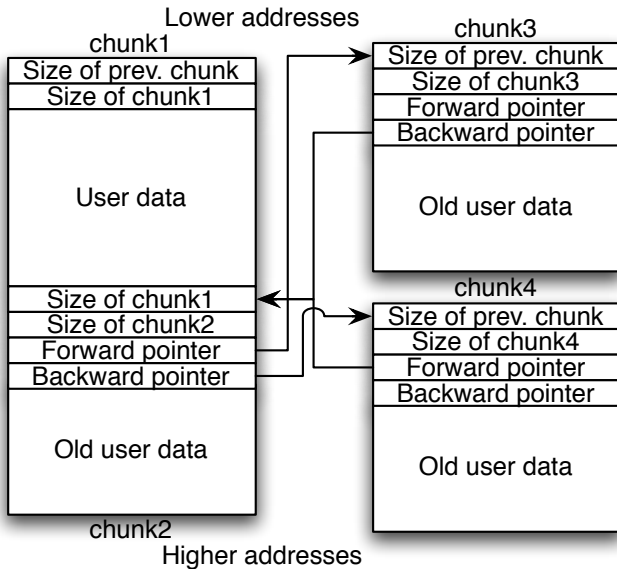 Lower addresses
chunk1
Size of prev. chunk
Size of chunk1
User data
Size of chunk1
Size of chunk2
Forward pointer
Backward pointer
Old user data
chunk2
chunk3
Size of prev. chunk
Size of chunk3
Forward pointer
Backward pointer
Old user data
chunk4
Size of prev. chunk
Size of chunk4
Forward pointer
Backward pointer
Old user data
Higher addresses